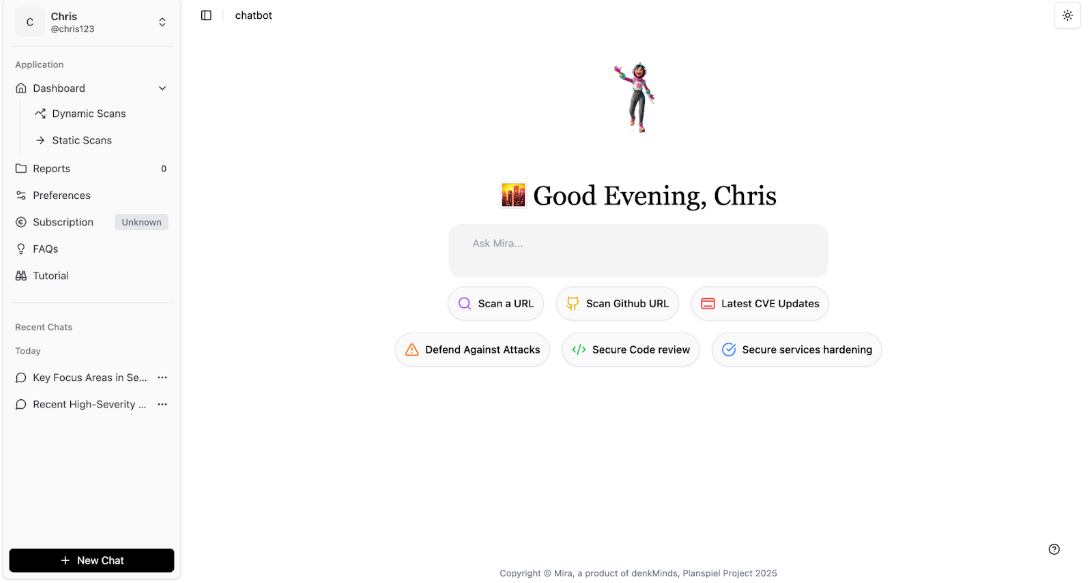 C
Chris
@chris123
Application
Dashboard
Dynamic Scans
Static Scans
Reports 0
Preferences
Subscription Unknown
FAQs
Tutorial
Recent Chats
Today
Key Focus Areas in Se...
Recent High-Severity ...
+ New Chat
chatbot
Good Evening, Chris
Ask Mira...
Scan a URL Scan Github URL Latest CVE Updates
Defend Against Attacks Secure Code review Secure services hardening
Copyright © Mira, a product of denkMinds, Planspiel Project 2025